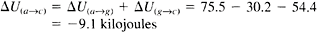 ΔU(a→c) = ΔU(a→g) + ΔU(g→c) = 75.5 − 30.2 − 54.4
= −9.1 kilojoules